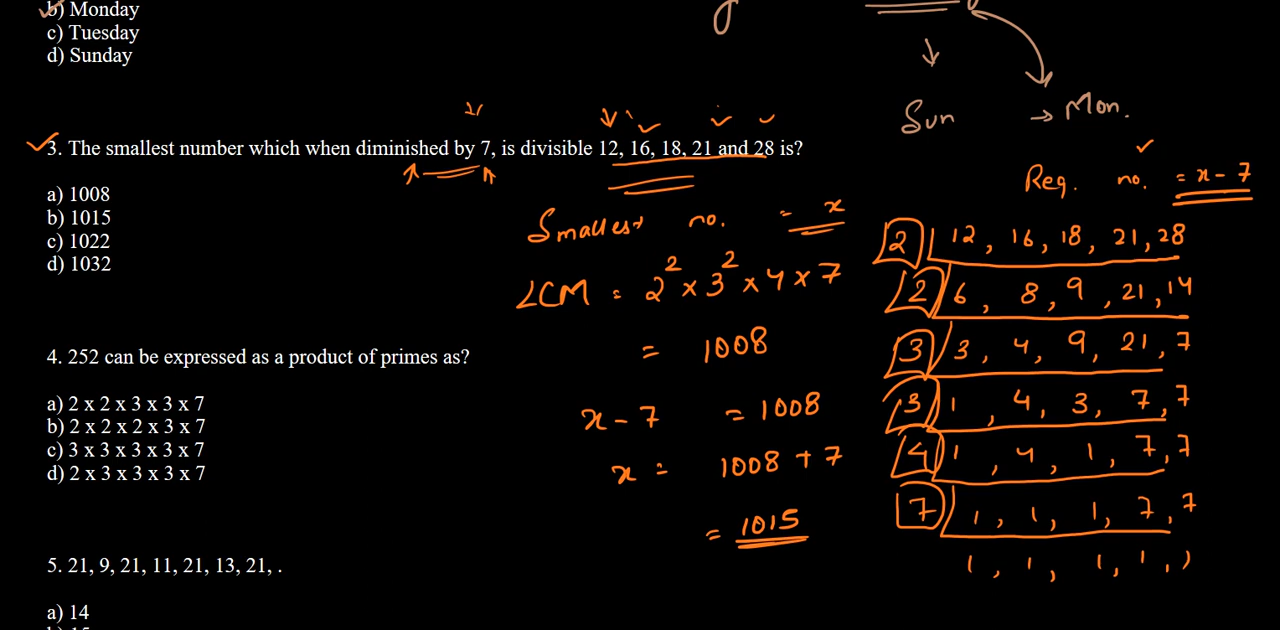 b) Monday
c) Tuesday
d) Sunday
Sun → Mon.
3. The smallest number which when diminished by 7, is divisible 12, 16, 18, 21 and 28 is?
a) 1008
b) 1015
c) 1022
d) 1032
Req. no. = x - 7
Smallest no. = x
LCM = 2² × 3² × 4 × 7
= 1008
x - 7 = 1008
x = 1008 + 7
= 1015
2 | 12, 16, 18, 21, 28
2 | 6, 8, 9, 21, 14
3 | 3, 4, 9, 21, 7
3 | 1, 4, 3, 7, 7
4 | 1, 4, 1, 7, 7
7 | 1, 1, 1, 7, 7
1, 1, 1, 1, 1
4. 252 can be expressed as a product of primes as?
a) 2 x 2 x 3 x 3 x 7
b) 2 x 2 x 2 x 3 x 7
c) 3 x 3 x 3 x 3 x 7
d) 2 x 3 x 3 x 3 x 7
5. 21, 9, 21, 11, 21, 13, 21, .
a) 14